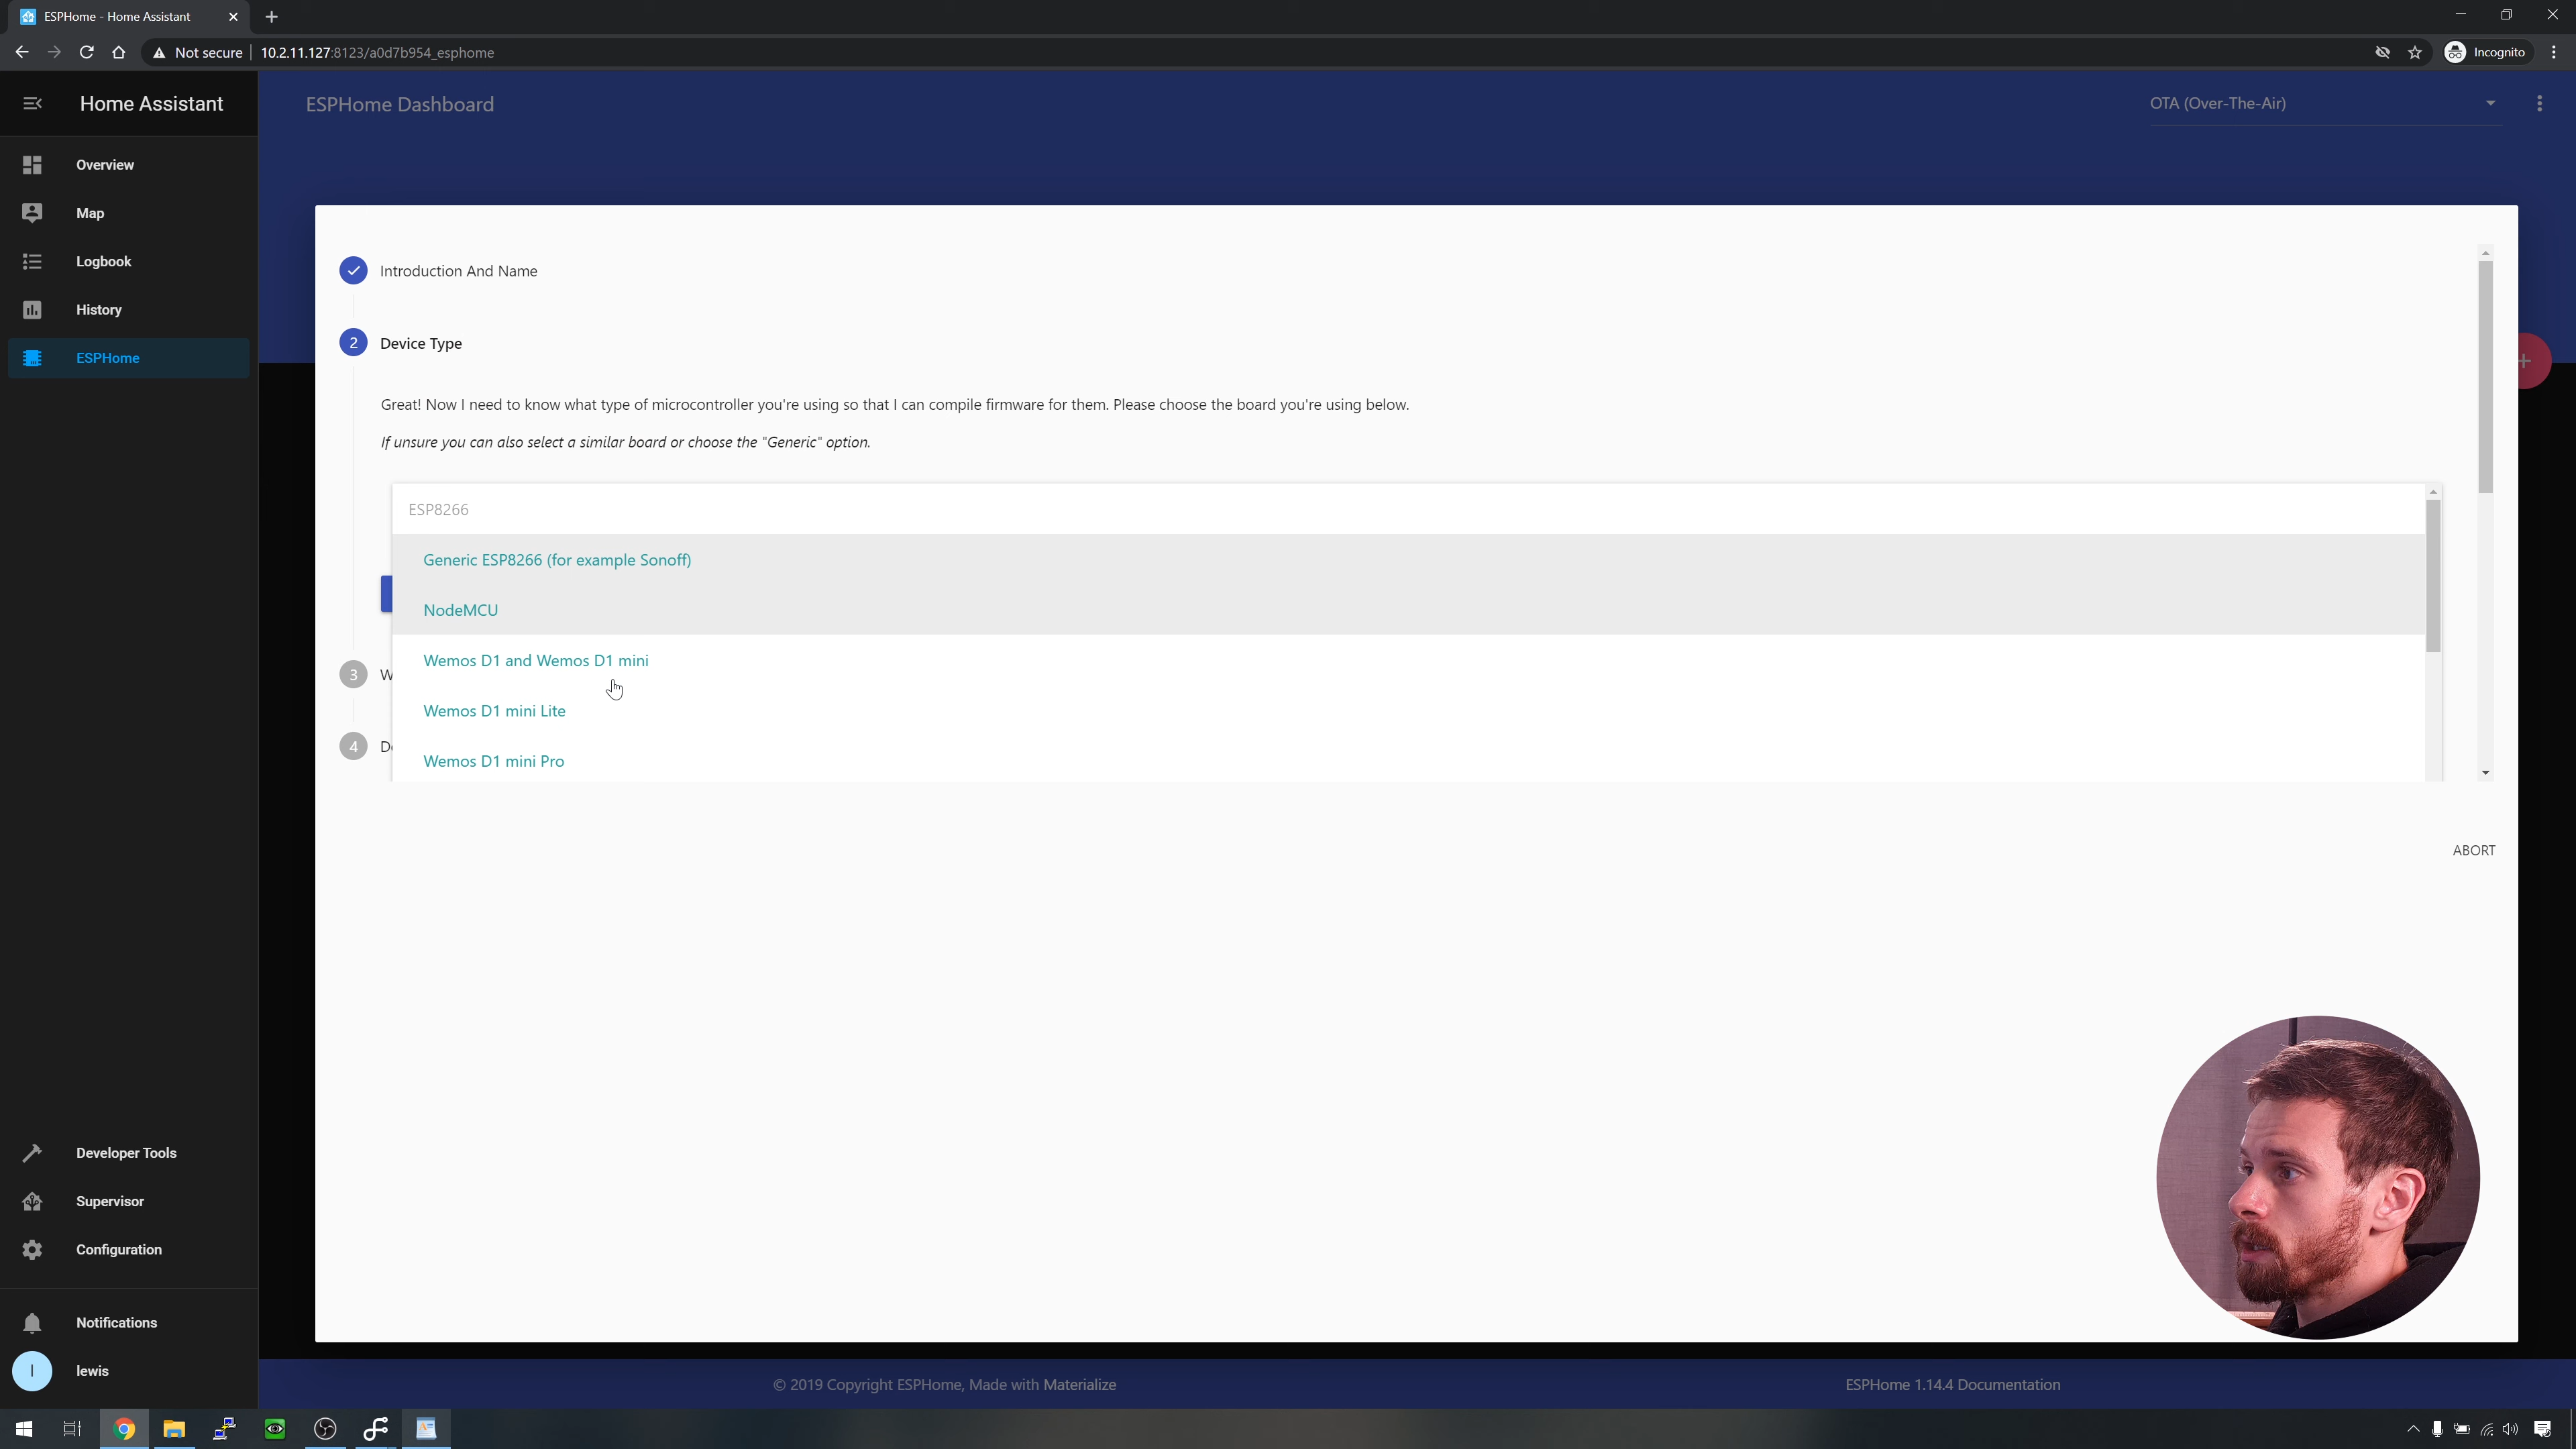 ESPHome - Home Assistant
Not secure
10.2.11.127:8123/a0d7b954_esphome
Incognito
Home Assistant
ESPHome Dashboard
OTA (Over-The-Air)
Overview
Map
Logbook
History
ESPHome
Introduction And Name
2 Device Type
Great! Now I need to know what type of microcontroller you're using so that I can compile firmware for them. Please choose the board you're using below.
If unsure you can also select a similar board or choose the "Generic" option.
ESP8266
Generic ESP8266 (for example Sonoff)
NodeMCU
Wemos D1 and Wemos D1 mini
3 W
Wemos D1 mini Lite
4 D
Wemos D1 mini Pro
ABORT
Developer Tools
Supervisor
Configuration
Notifications
l lewis
© 2019 Copyright ESPHome, Made with Materialize
ESPHome 1.14.4 Documentation